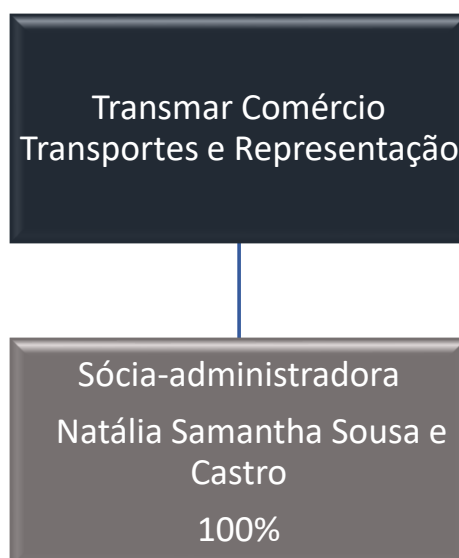 Transmar Comércio
Transportes e Representação
Sócia-administradora
Natália Samantha Sousa e
Castro
100%